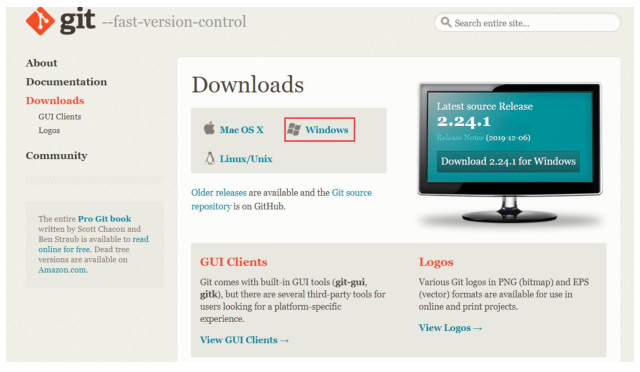 git --fast-version-control
Search entire site...
About
Documentation
Downloads
GUI Clients
Logos
Community
The entire Pro Git book
written by Scott Chacon and
Ben Straub is available to read
online for free. Dead tree
versions are available on
Amazon.com.
Downloads
Mac OS X
Windows
Linux/Unix
Older releases are available and the Git source
repository is on GitHub.
Latest source Release
2.24.1
Release Notes (2019-12-06)
Download 2.24.1 for Windows
GUI Clients
Git comes with built-in GUI tools (git-gui,
gitk), but there are several third-party tools for
users looking for a platform-specific
experience.
View GUI Clients →
Logos
Various Git logos in PNG (bitmap) and EPS
(vector) formats are available for use in
online and print projects.
View Logos →